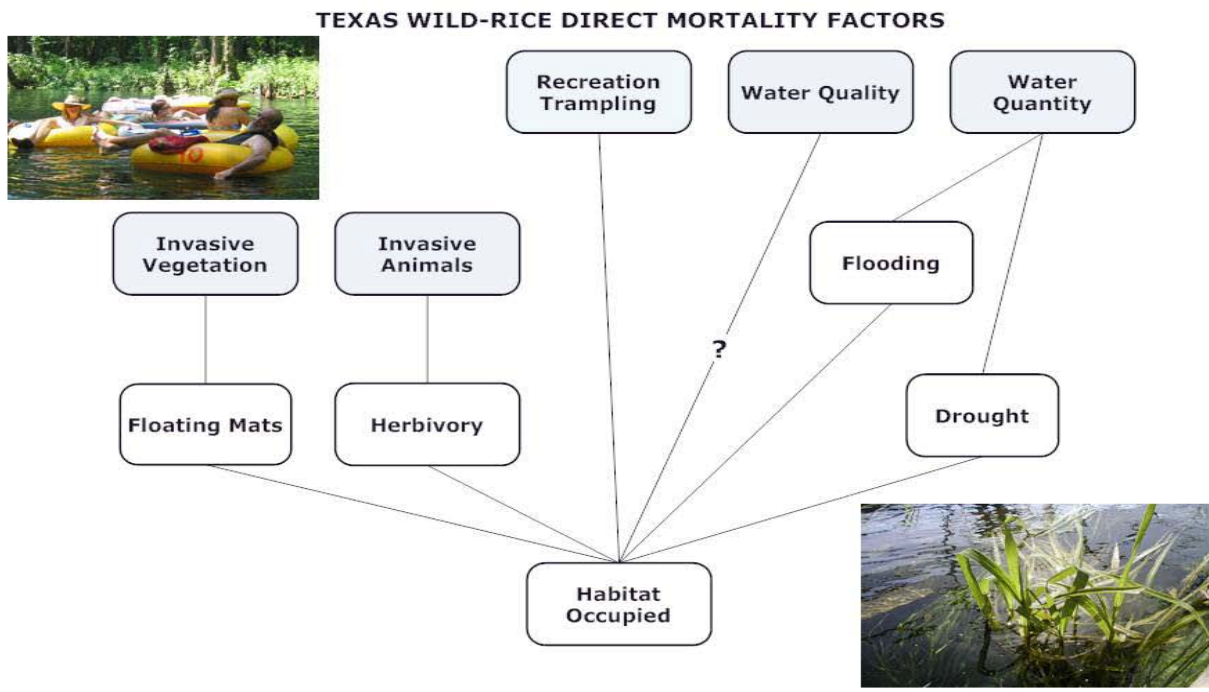 TEXAS WILD-RICE DIRECT MORTALITY FACTORS
Recreation
Trampling
Water Quality
Water
Quantity
10
Invasive
Vegetation
Invasive
Animals
Flooding
?
Floating Mats
Herbivory
Drought
Habitat
Occupied